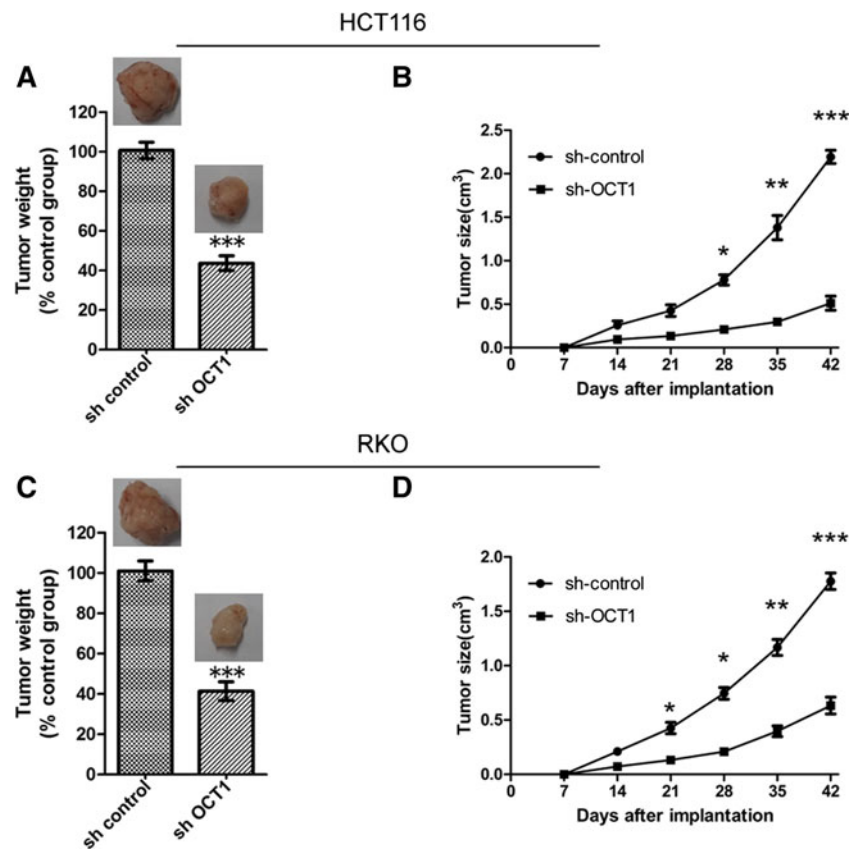 HCT116
A
B
120
100
80
60
40
20
0
Tumor weight
(% control group)
***
sh control
sh OCT1
2.5
2.0
1.5
1.0
0.5
0.0
Tumor size(cm³)
sh-control
sh-OCT1
*
**
***
0 7 14 21 28 35 42
Days after implantation
RKO
C
D
120
100
80
60
40
20
0
Tumor weight
(% control group)
***
sh control
sh OCT1
2.0
1.5
1.0
0.5
0.0
Tumor size(cm³)
sh-control
sh-OCT1
*
*
**
***
0 7 14 21 28 35 42
Days after implantation